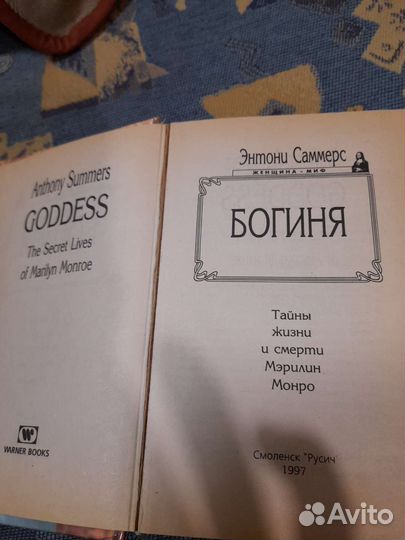 Anthony Summers
GODDESS
The Secret Lives
of Marilyn Monroe
WARNER BOOKS
Энтони Саммерс
ЖЕНЩИНА-МИФ
БОГИНЯ
Тайны
жизни
и смерти
Мэрилин
Монро
Смоленск "Русич"
1997
Avito